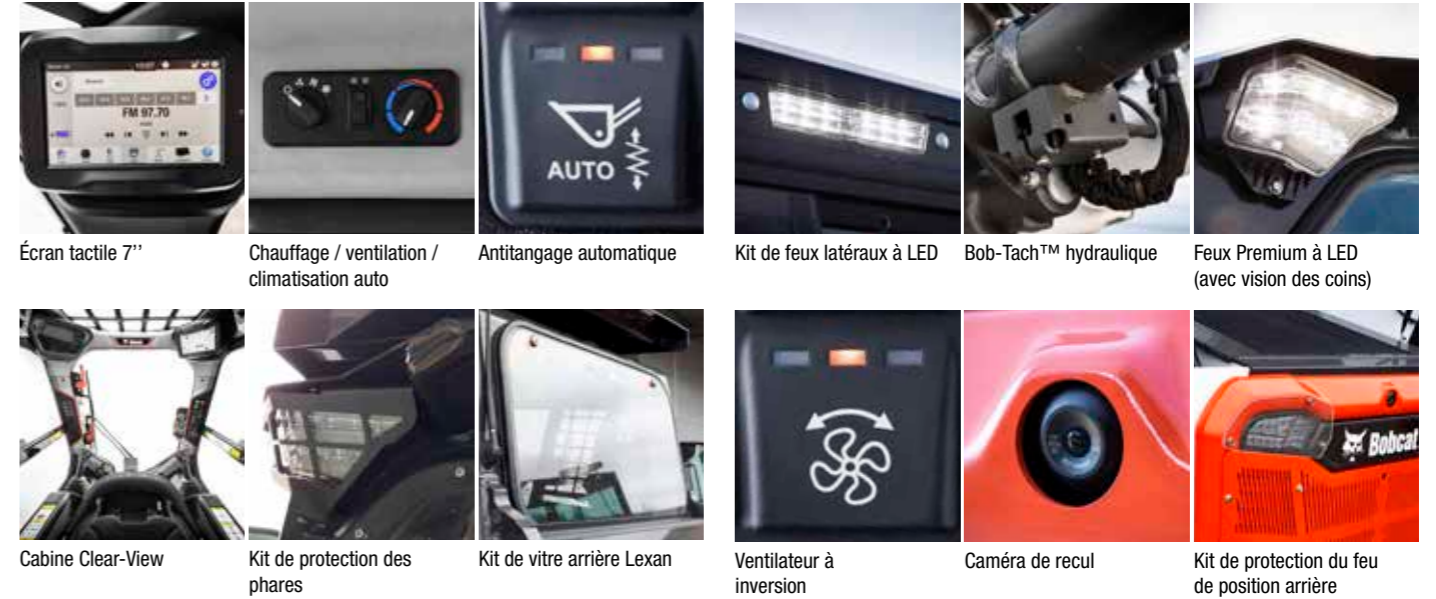 FM 97.70
AUTO
Écran tactile 7’’
Chauffage / ventilation /
climatisation auto
Antitangage automatique
Kit de feux latéraux à LED
Bob-Tach™ hydraulique
Feux Premium à LED
(avec vision des coins)
Bobcat
Cabine Clear-View
Kit de protection des
phares
Kit de vitre arrière Lexan
Ventilateur à
inversion
Caméra de recul
Kit de protection du feu
de position arrière